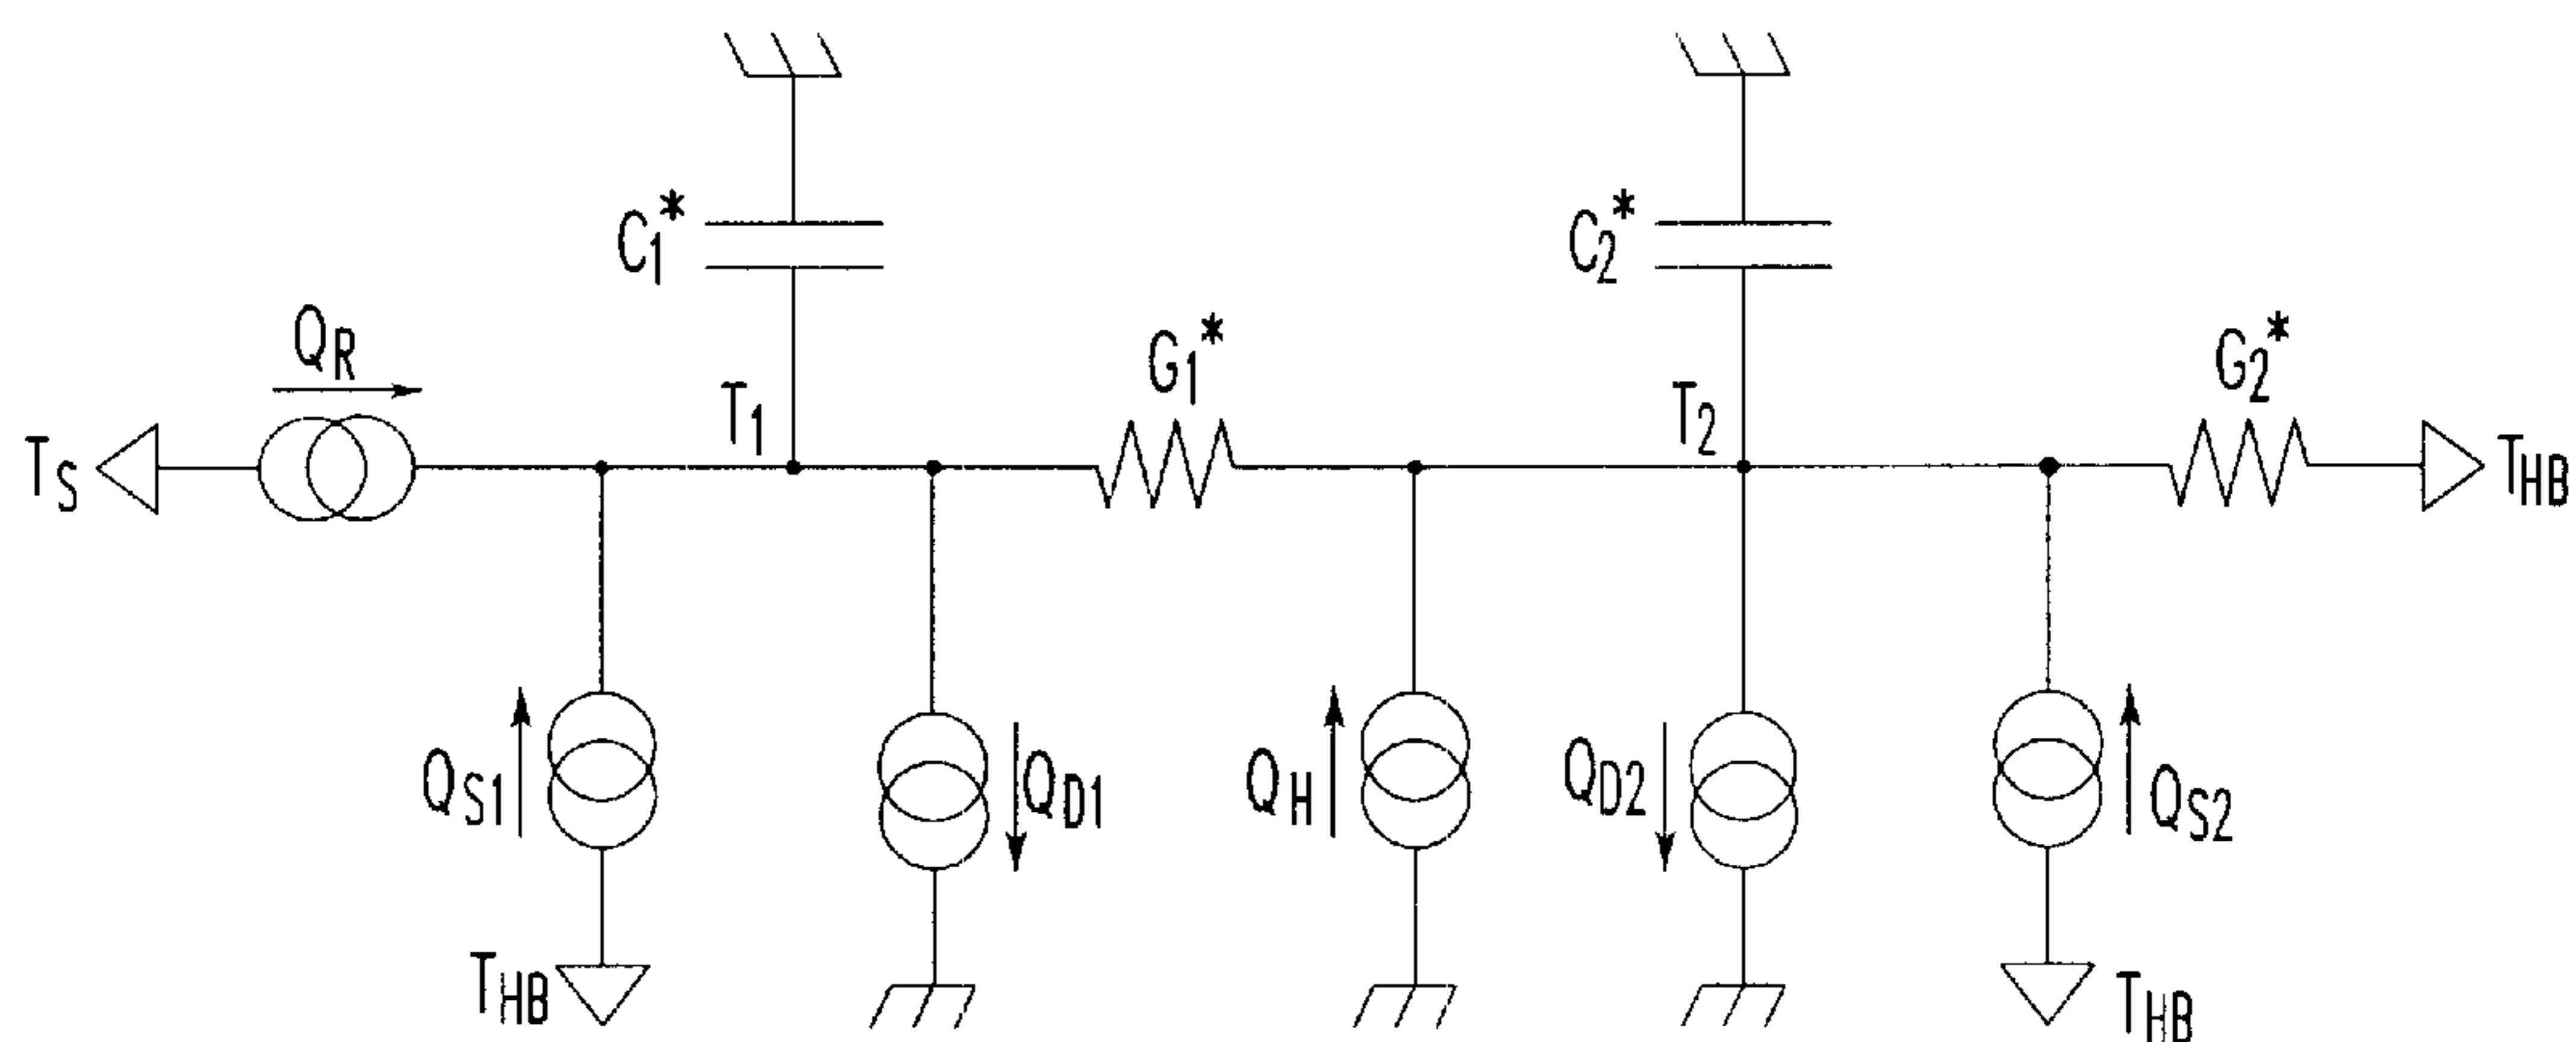 C1*
C2*
QR
G1*
G2*
T1
T2
TS
THB
QS1
QD1
QH
QD2
QS2
THB
THB